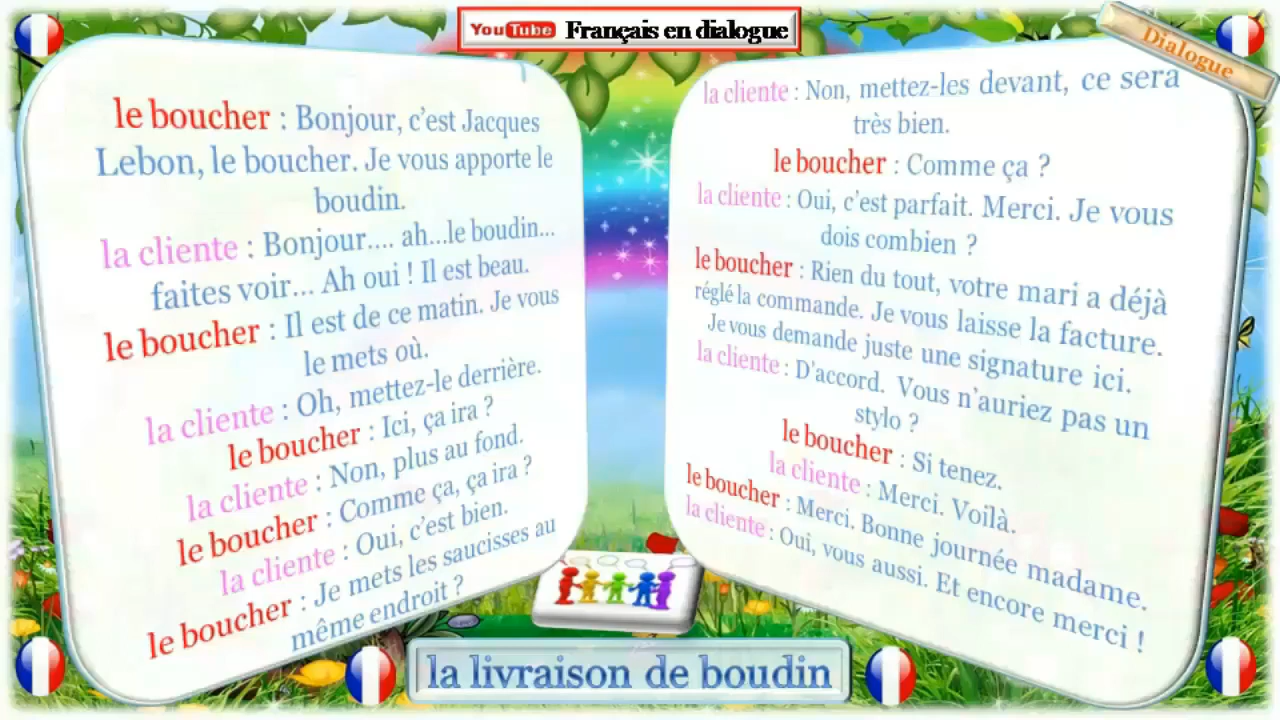 YouTube Français en dialogue
Dialogue
le boucher : Bonjour, c'est Jacques
Lebon, le boucher. Je vous apporte le
boudin.
la cliente : Bonjour.... ah...le boudin...
faites voir... Ah oui ! Il est beau.
le boucher : Il est de ce matin. Je vous
le mets où.
la cliente : Oh, mettez-le derrière.
le boucher : Ici, ça ira ?
la cliente : Non, plus au fond.
le boucher : Comme ça, ça ira ?
la cliente : Oui, c'est bien.
le boucher : Je mets les saucisses au
même endroit ?
la cliente : Non, mettez-les devant, ce sera
très bien.
le boucher : Comme ça ?
la cliente : Oui, c'est parfait. Merci. Je vous
dois combien ?
le boucher : Rien du tout, votre mari a déjà
réglé la commande. Je vous laisse la facture.
Je vous demande juste une signature ici.
la cliente : D'accord. Vous n'auriez pas un
stylo ?
le boucher : Si tenez.
la cliente : Merci. Voilà.
le boucher : Merci. Bonne journée madame.
la cliente : Oui, vous aussi. Et encore merci !
la livraison de boudin